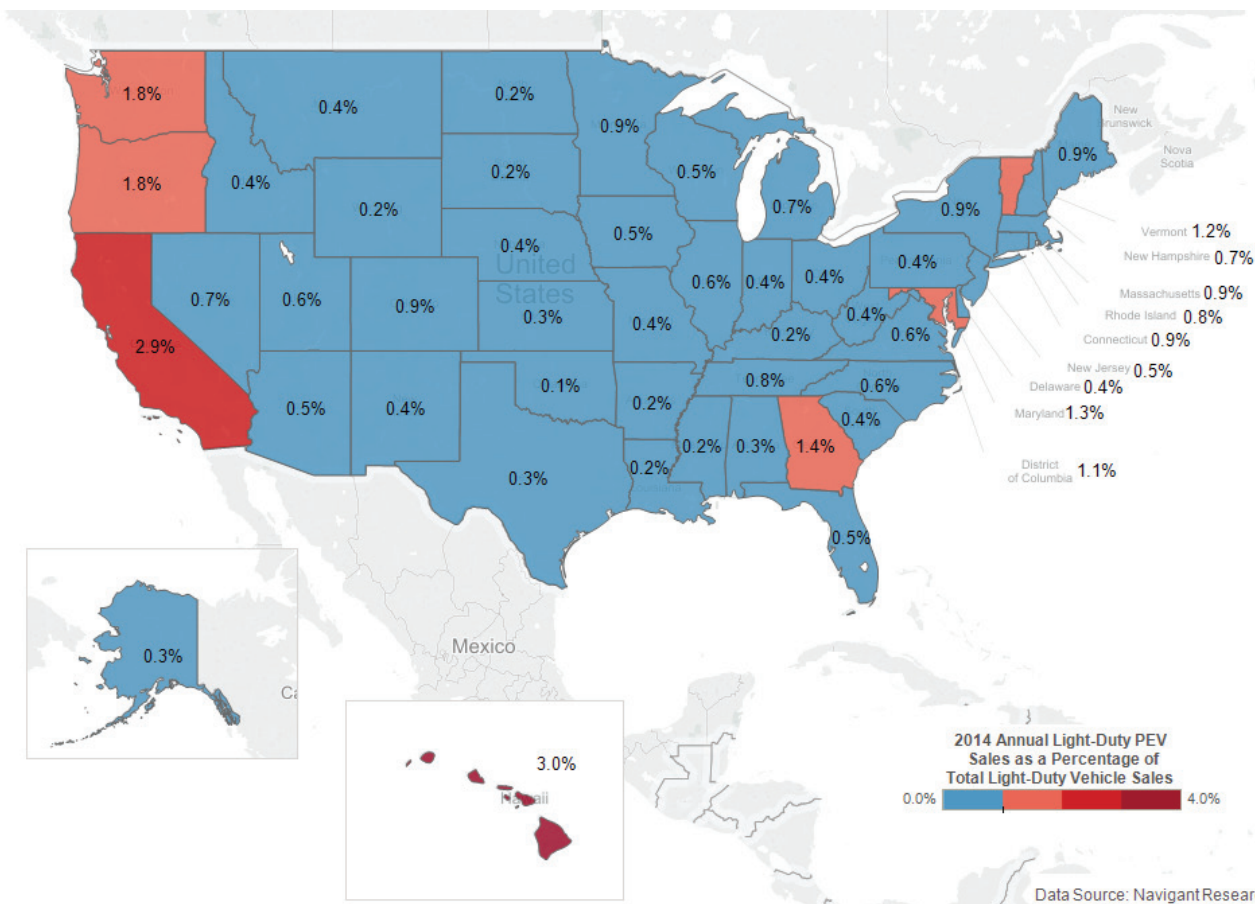 New
Brunswick
Nova
Scotia
1.8%
0.4%
0.2%
0.9%
0.9%
1.8%
0.4%
0.2%
0.2%
0.5%
0.7%
0.9%
Vermont 1.2%
New Hampshire 0.7%
Massachusetts 0.9%
Rhode Island 0.8%
Connecticut 0.9%
New Jersey 0.5%
Delaware 0.4%
Maryland 1.3%
District
of Columbia 1.1%
2.9%
0.7%
0.6%
0.9%
0.4%
United
States
0.3%
0.5%
0.4%
0.6%
0.4%
0.4%
0.4%
0.4%
0.6%
0.2%
0.5%
0.4%
0.1%
0.2%
0.8%
0.6%
0.4%
0.3%
0.2%
0.2%
0.3%
1.4%
0.5%
0.3%
Ca
México
3.0%
Hawaii
2014 Annual Light-Duty PEV
Sales as a Percentage of
Total Light-Duty Vehicle Sales
0.0% 4.0%
Data Source: Navigant Resear